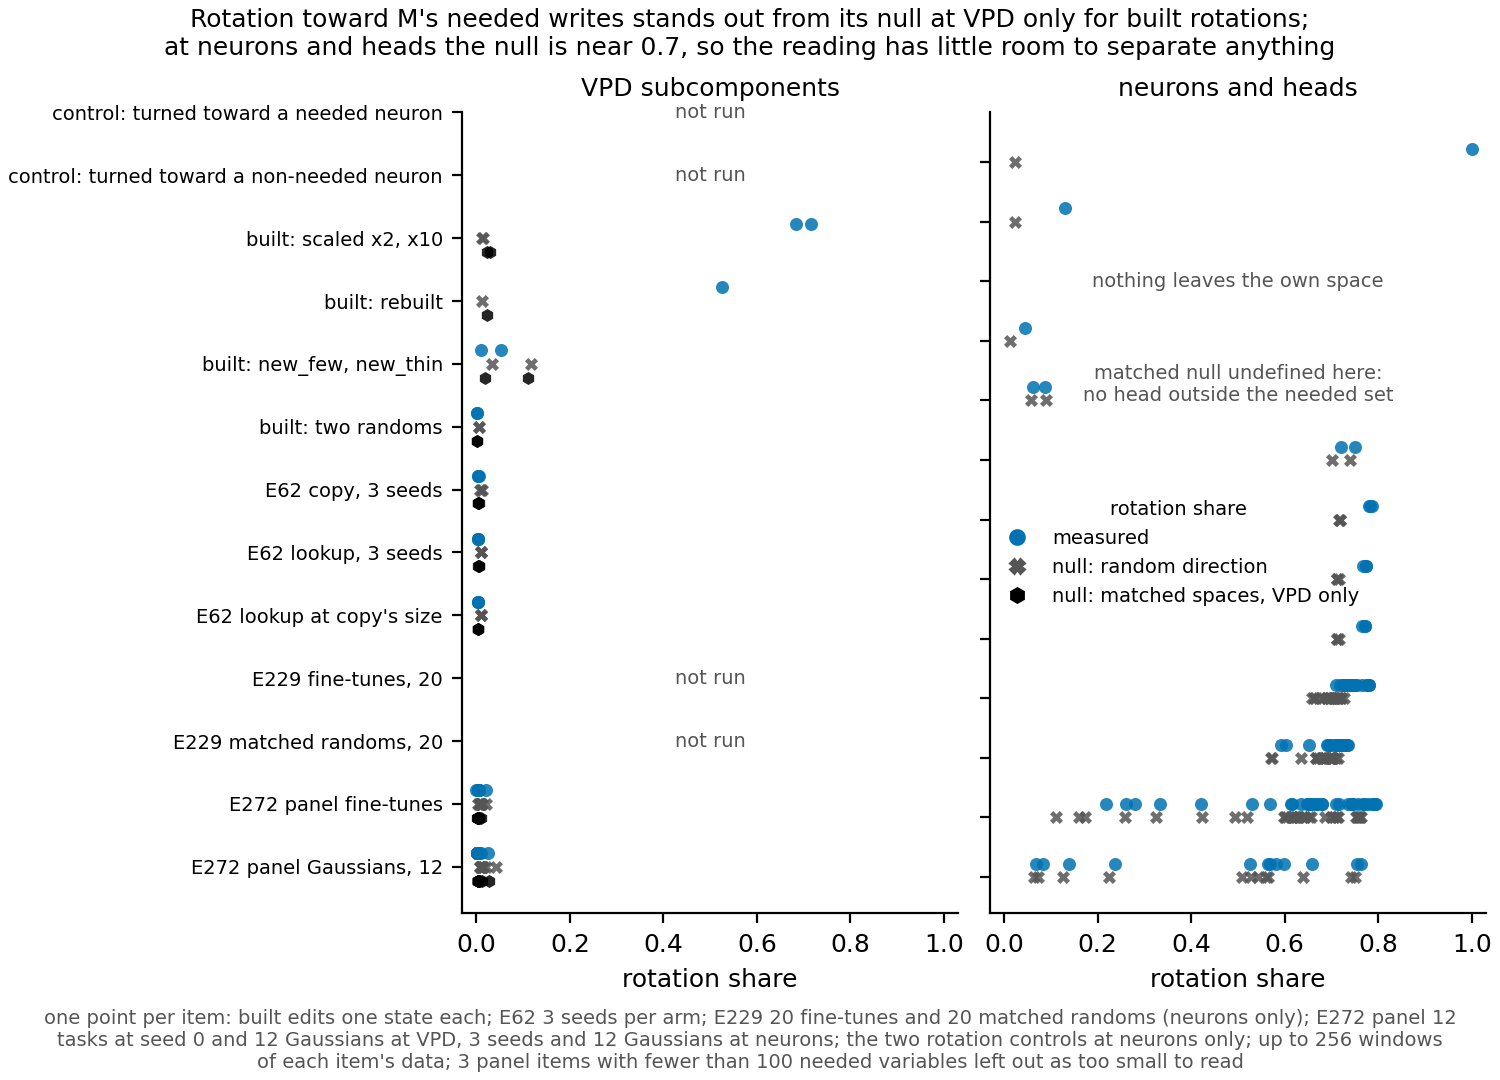 Rotation toward M's needed writes stands out from its null at VPD only for built rotations;
at neurons and heads the null is near 0.7, so the reading has little room to separate anything
VPD subcomponents
neurons and heads
control: turned toward a needed neuron
not run
control: turned toward a non-needed neuron
not run
built: scaled x2, x10
built: rebuilt
nothing leaves the own space
built: new_few, new_thin
matched null undefined here:
no head outside the needed set
built: two randoms
E62 copy, 3 seeds
E62 lookup, 3 seeds
E62 lookup at copy's size
rotation share
measured
null: random direction
null: matched spaces, VPD only
E229 fine-tunes, 20
not run
E229 matched randoms, 20
not run
E272 panel fine-tunes
E272 panel Gaussians, 12
0.0 0.2 0.4 0.6 0.8 1.0
0.0 0.2 0.4 0.6 0.8 1.0
rotation share
rotation share
one point per item: built edits one state each; E62 3 seeds per arm; E229 20 fine-tunes and 20 matched randoms (neurons only); E272 panel 12
tasks at seed 0 and 12 Gaussians at VPD, 3 seeds and 12 Gaussians at neurons; the two rotation controls at neurons only; up to 256 windows
of each item's data; 3 panel items with fewer than 100 needed variables left out as too small to read